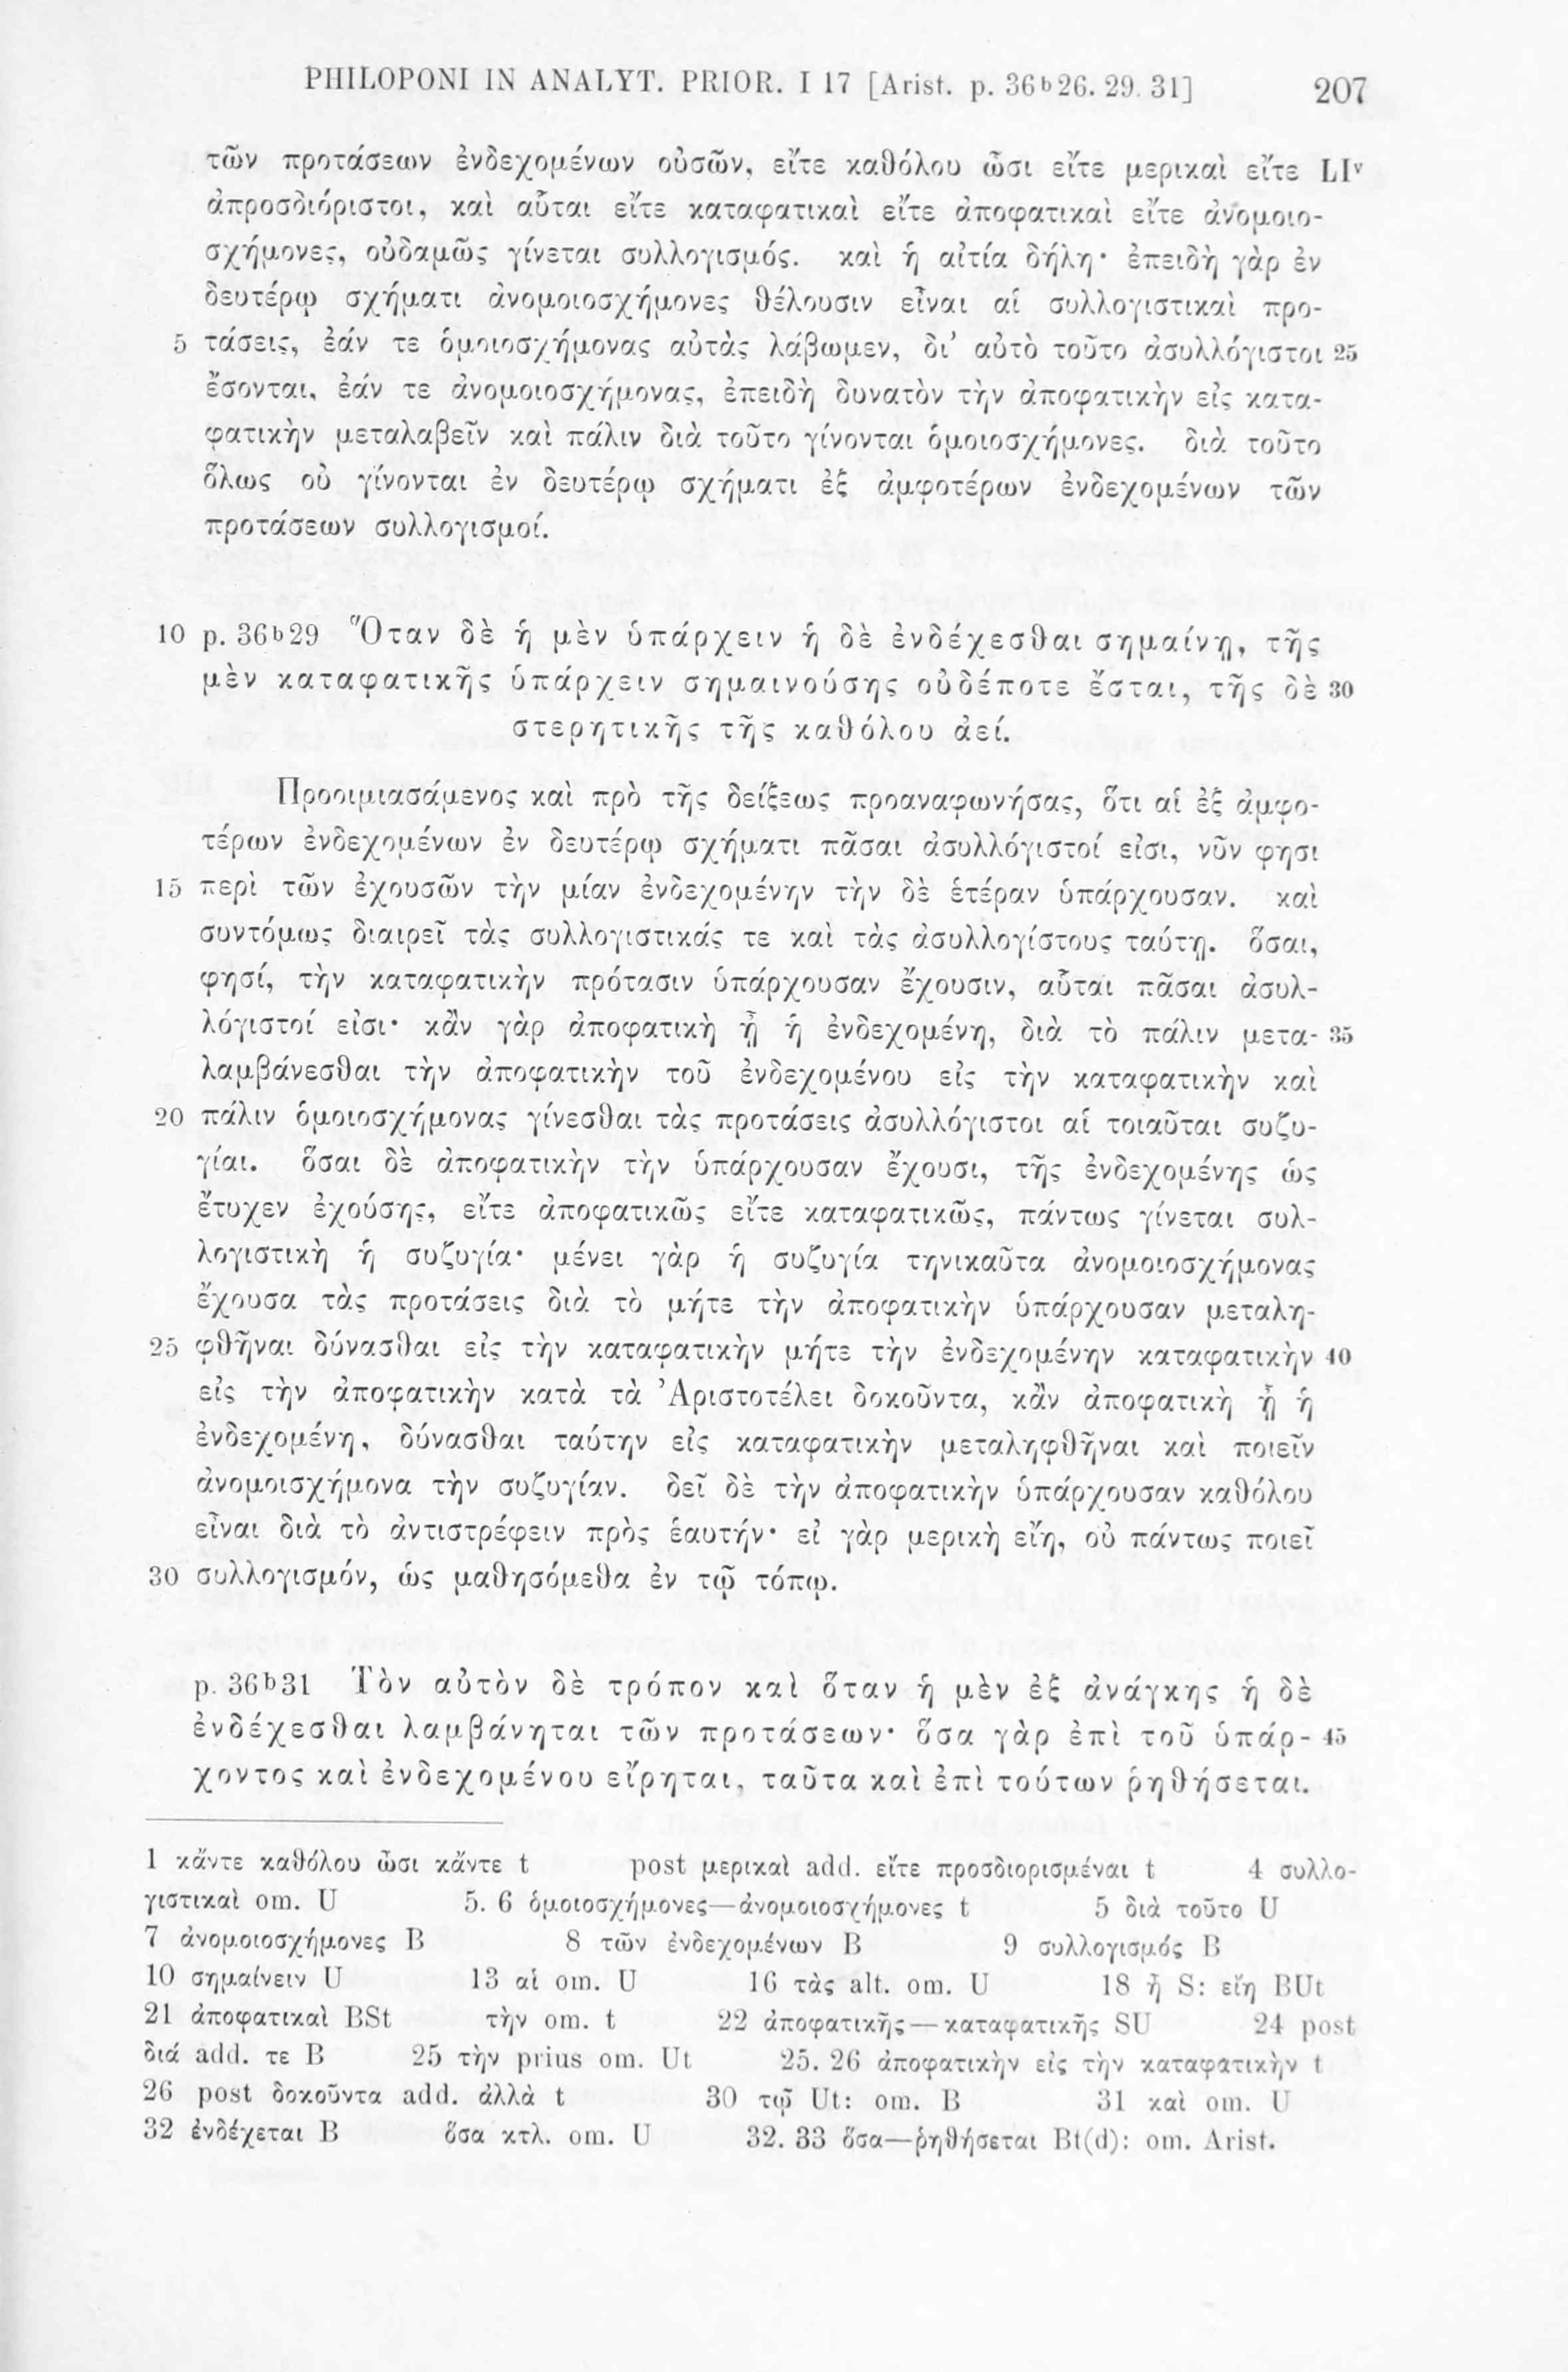 PHILOPONI IN ANALYT. PRIOR. I 17 [Arist. p. 36b26. 29. 31] 207
τῶν προτάσεων ἐνδεχομένων οὐσῶν, εἴτε καθόλου ὦσι εἴτε μερικαὶ εἴτε LIv
ἀπροσδιόριστοι, καὶ αὗται εἴτε καταφατικαὶ εἴτε ἀποφατικαὶ εἴτε ἀνομοιο-
σχήμονες, οὐδαμῶς γίνεται συλλογισμός. καὶ ἡ αἰτία δήλη· ἐπειδὴ γὰρ ἐν
δευτέρῳ σχήματι ἀνομοιοσχήμονες θέλουσιν εἶναι αἱ συλλογιστικαὶ προ-
5 τάσεις, ἐάν τε ὁμοιοσχήμονας αὐτὰς λάβωμεν, δι' αὐτὸ τοῦτο ἀσυλλόγιστοι 25
ἔσονται, ἐάν τε ἀνομοιοσχήμονας, ἐπειδὴ δυνατὸν τὴν ἀποφατικὴν εἰς κατα-
φατικὴν μεταλαβεῖν καὶ πάλιν διὰ τοῦτο γίνονται ὁμοιοσχήμονες. διὰ τοῦτο
ὅλως οὐ γίνονται ἐν δευτέρῳ σχήματι ἐξ ἀμφοτέρων ἐνδεχομένων τῶν
προτάσεων συλλογισμοί.
10 p. 36b29 Ὅταν δὲ ἡ μὲν ὑπάρχειν ἡ δὲ ἐνδέχεσθαι σημαίνῃ, τῆς
μὲν καταφατικῆς ὑπάρχειν σημαινούσης οὐδέποτε ἔσται, τῆς δὲ 30
στερητικῆς τῆς καθόλου ἀεί.
Προοιμιασάμενος καὶ πρὸ τῆς δείξεως προαναφωνήσας, ὅτι αἱ ἐξ ἀμφο-
τέρων ἐνδεχομένων ἐν δευτέρῳ σχήματι πᾶσαι ἀσυλλόγιστοί εἰσι, νῦν φησι
15 περὶ τῶν ἐχουσῶν τὴν μίαν ἐνδεχομένην τὴν δὲ ἑτέραν ὑπάρχουσαν. καὶ
συντόμως διαιρεῖ τὰς συλλογιστικάς τε καὶ τὰς ἀσυλλογίστους ταύτῃ. ὅσαι,
φησί, τὴν καταφατικὴν πρότασιν ὑπάρχουσαν ἔχουσιν, αὗται πᾶσαι ἀσυλ-
λόγιστοί εἰσι· κἂν γὰρ ἀποφατικὴ ᾖ ἡ ἐνδεχομένη, διὰ τὸ πάλιν μετα- 35
λαμβάνεσθαι τὴν ἀποφατικὴν τοῦ ἐνδεχομένου εἰς τὴν καταφατικὴν καὶ
20 πάλιν ὁμοιοσχήμονας γίνεσθαι τὰς προτάσεις ἀσυλλόγιστοι αἱ τοιαῦται συζυ-
γίαι. ὅσαι δὲ ἀποφατικὴν τὴν ὑπάρχουσαν ἔχουσι, τῆς ἐνδεχομένης ὡς
ἔτυχεν ἐχούσης, εἴτε ἀποφατικῶς εἴτε καταφατικῶς, πάντως γίνεται συλ-
λογιστικὴ ἡ συζυγία· μένει γὰρ ἡ συζυγία τηνικαῦτα ἀνομοιοσχήμονας
ἔχουσα τὰς προτάσεις διὰ τὸ μήτε τὴν ἀποφατικὴν ὑπάρχουσαν μεταλη-
25 φθῆναι δύνασθαι εἰς τὴν καταφατικὴν μήτε τὴν ἐνδεχομένην καταφατικὴν 40
εἰς τὴν ἀποφατικὴν κατὰ τὰ Ἀριστοτέλει δοκοῦντα, κἂν ἀποφατικὴ ᾖ ἡ
ἐνδεχομένη, δύνασθαι ταύτην εἰς καταφατικὴν μεταληφθῆναι καὶ ποιεῖν
ἀνομοισχήμονα τὴν συζυγίαν. δεῖ δὲ τὴν ἀποφατικὴν ὑπάρχουσαν καθόλου
εἶναι διὰ τὸ ἀντιστρέφειν πρὸς ἑαυτήν· εἰ γὰρ μερικὴ εἴη, οὐ πάντως ποιεῖ
30 συλλογισμόν, ὡς μαθησόμεθα ἐν τῷ τόπῳ.
p. 36b31 Τὸν αὐτὸν δὲ τρόπον καὶ ὅταν ἡ μὲν ἐξ ἀνάγκης ἡ δὲ
ἐνδέχεσθαι λαμβάνηται τῶν προτάσεων· ὅσα γὰρ ἐπὶ τοῦ ὑπάρ- 45
χοντος καὶ ἐνδεχομένου εἴρηται, ταῦτα καὶ ἐπὶ τούτων ῥηθήσεται.
1 κἄντε καθόλου ὦσι κἄντε t post μερικαὶ add. εἴτε προσδιορισμέναι t 4 συλλο-
γιστικαὶ om. U 5. 6 ὁμοιοσχήμονες—ἀνομοιοσχήμονες t 5 διὰ τοῦτο U
7 ἀνομοιοσχήμονες B 8 τῶν ἐνδεχομένων B 9 συλλογισμός B
10 σημαίνειν U 13 αἱ om. U 16 τὰς alt. om. U 18 ᾖ S: εἴη BUt
21 ἀποφατικαὶ BSt τὴν om. t 22 ἀποφατικῆς—καταφατικῆς SU 24 post
διά add. τε B 25 τὴν prius om. Ut 25. 26 ἀποφατικὴν εἰς τὴν καταφατικὴν t
26 post δοκοῦντα add. ἀλλὰ t 30 τῷ Ut: om. B 31 καὶ om. U
32 ἐνδέχεται B ὅσα κτλ. om. U 32. 33 ὅσα—ῥηθήσεται Bt(d): om. Arist.